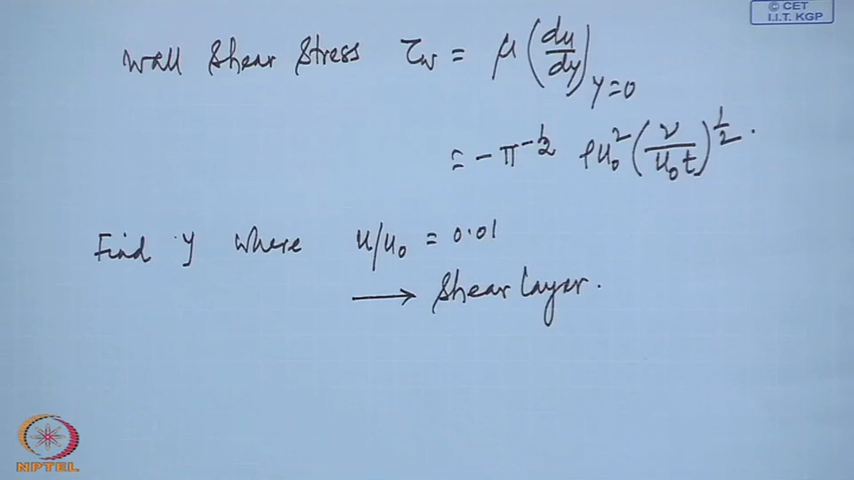 © CET
I.I.T. KGP
Wall Shear Stress τw = μ (du/dy)y=0
= - π^-1/2 ρu₀² (ν/u₀t)^1/2.
Find y where u/u₀ = 0.01
→ Shear Layer.
NPTEL